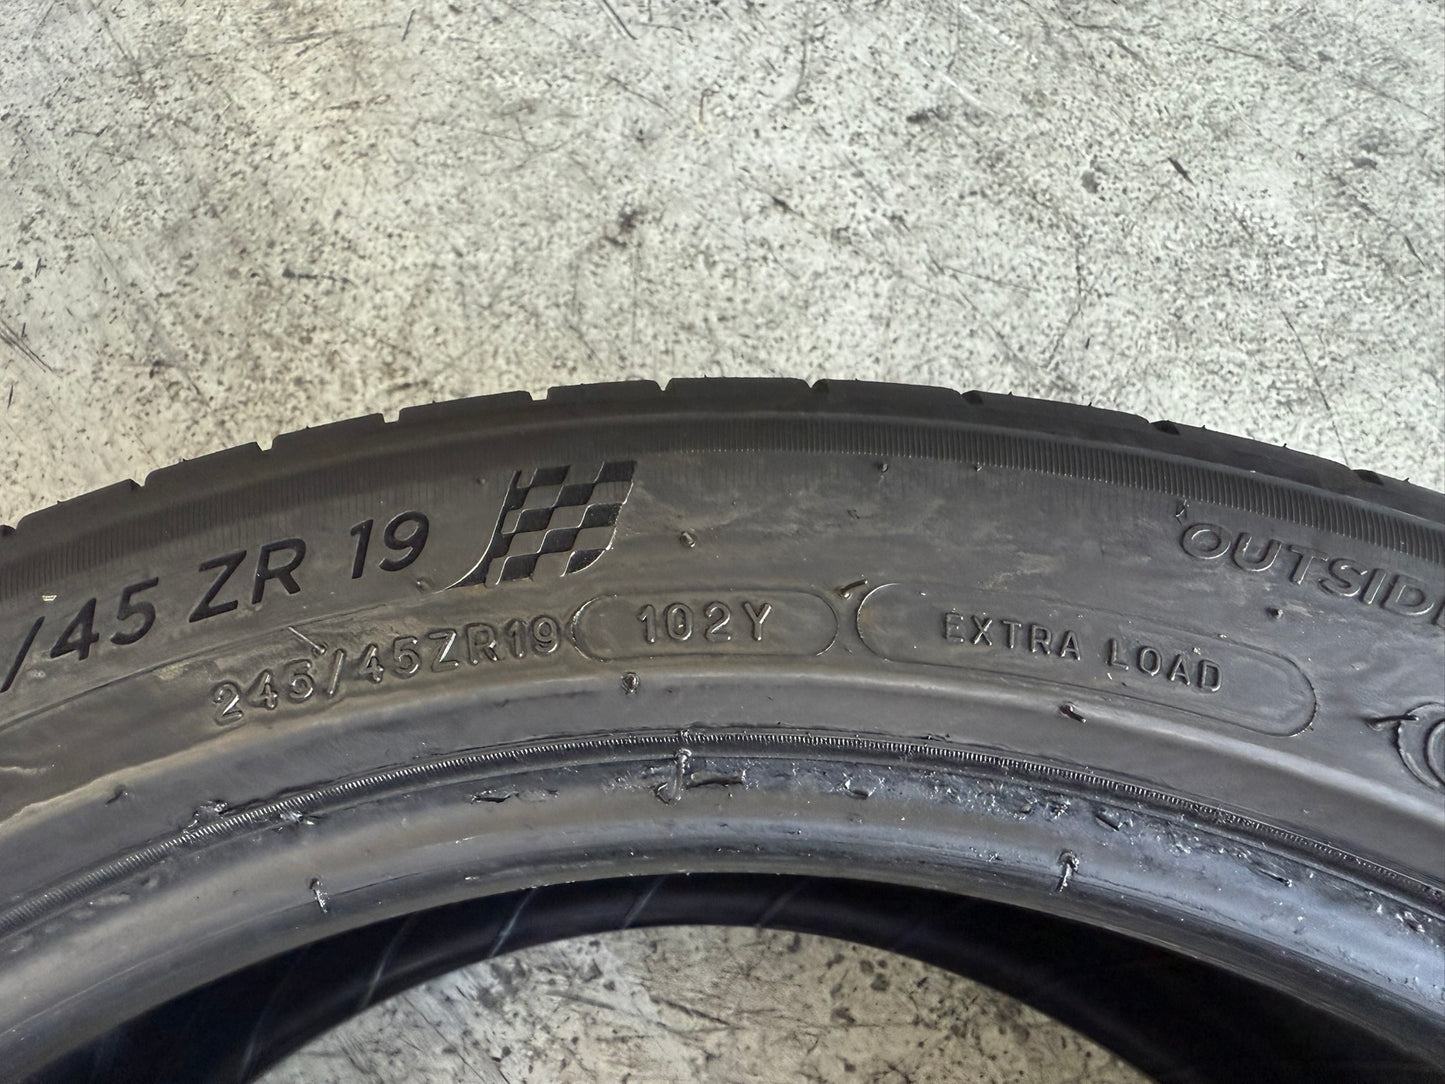 /45 ZR 19
OUTSID
245/45ZR19 102Y EXTRA LOAD